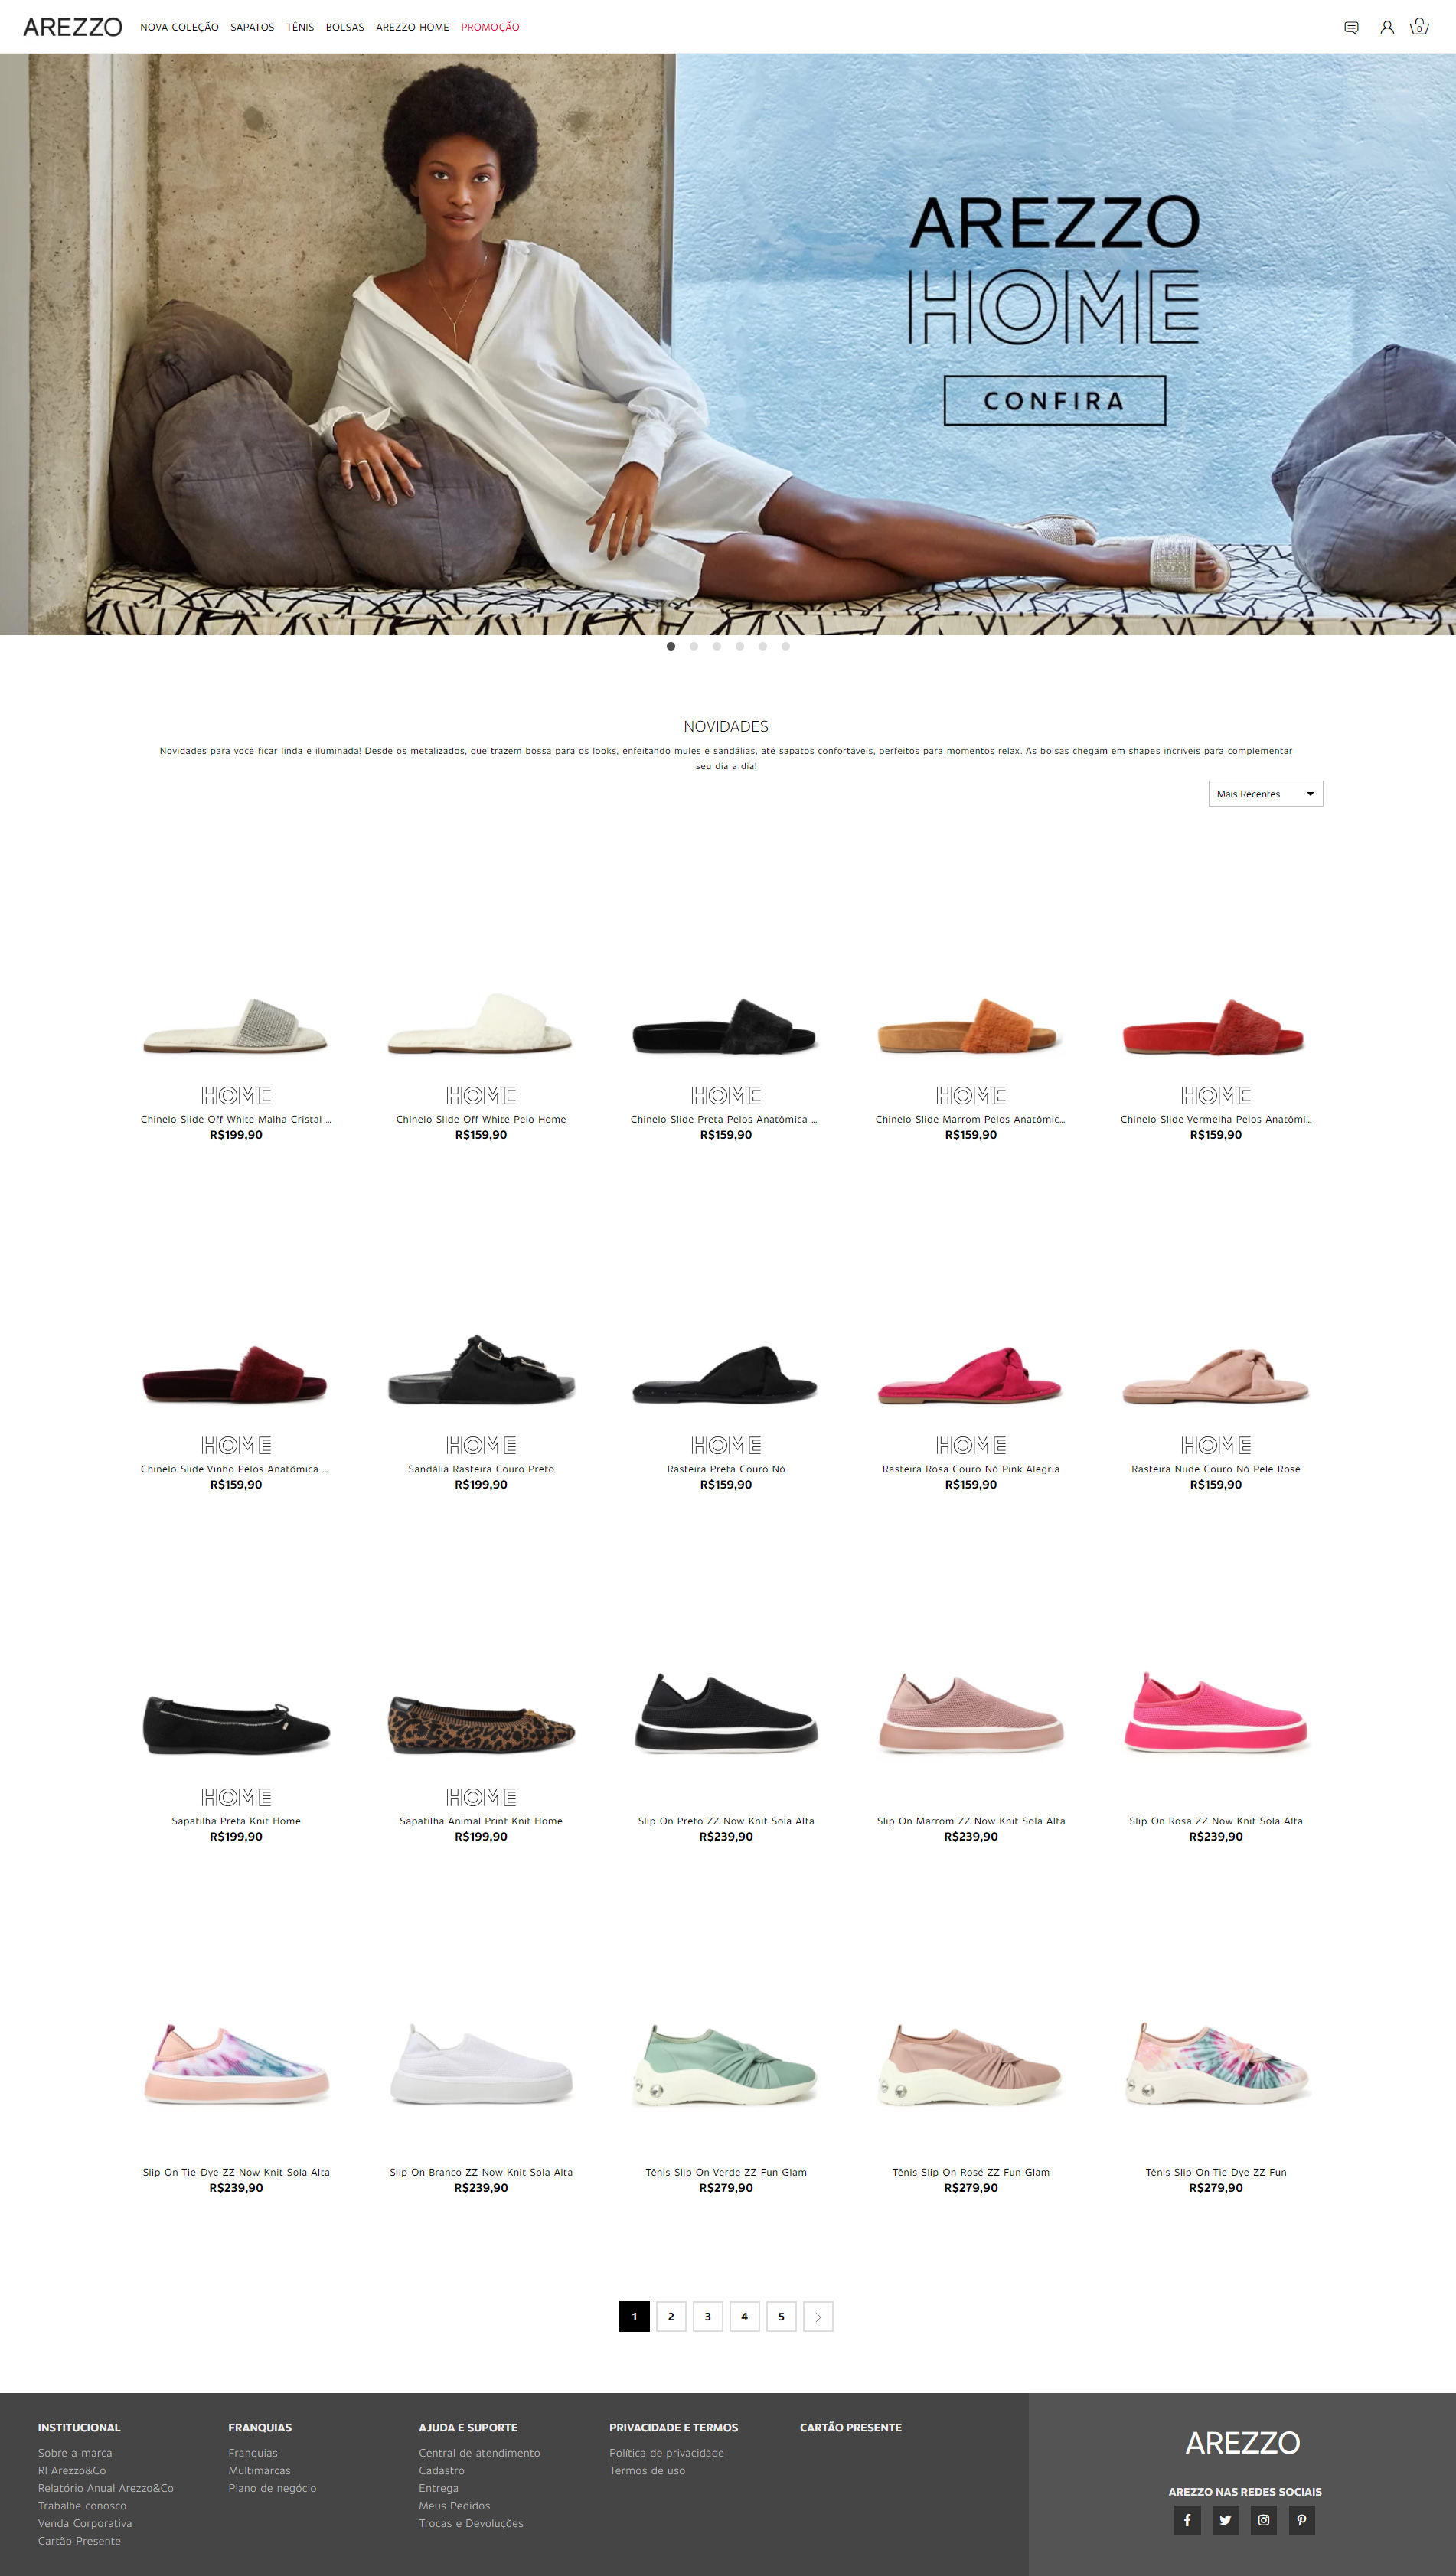 AREZZO
NOVA COLEÇÃO SAPATOS TÊNIS BOLSAS AREZZO HOME PROMOÇÃO
0
AREZZO
HOME
CONFIRA
NOVIDADES
Novidades para você ficar linda e iluminada! Desde os metalizados, que trazem bossa para os looks, enfeitando mules e sandálias, até sapatos confortáveis, perfeitos para momentos relax. As bolsas chegam em shapes incríveis para complementar
seu dia a dia!
Mais Recentes
HOME HOME HOME HOME HOME
Chinelo Slide Off White Malha Cristal ... Chinelo Slide Off White Pelo Home Chinelo Slide Preta Pelos Anatômica ... Chinelo Slide Marrom Pelos Anatômic... Chinelo Slide Vermelha Pelos Anatômi...
R$199,90 R$159,90 R$159,90 R$159,90 R$159,90
HOME HOME HOME HOME HOME
Chinelo Slide Vinho Pelos Anatômica ... Sandália Rasteira Couro Preto Rasteira Preta Couro Nó Rasteira Rosa Couro Nó Pink Alegria Rasteira Nude Couro Nó Pele Rosé
R$159,90 R$199,90 R$159,90 R$159,90 R$159,90
HOME HOME
Sapatilha Preta Knit Home Sapatilha Animal Print Knit Home Slip On Preto ZZ Now Knit Sola Alta Slip On Marrom ZZ Now Knit Sola Alta Slip On Rosa ZZ Now Knit Sola Alta
R$199,90 R$199,90 R$239,90 R$239,90 R$239,90
Slip On Tie-Dye ZZ Now Knit Sola Alta Slip On Branco ZZ Now Knit Sola Alta Tênis Slip On Verde ZZ Fun Glam Tênis Slip On Rosé ZZ Fun Glam Tênis Slip On Tie Dye ZZ Fun
R$239,90 R$239,90 R$279,90 R$279,90 R$279,90
1 2 3 4 5
INSTITUCIONAL
Sobre a marca
RI Arezzo&Co
Relatório Anual Arezzo&Co
Trabalhe conosco
Venda Corporativa
Cartão Presente
FRANQUIAS
Franquias
Multimarcas
Plano de negócio
AJUDA E SUPORTE
Central de atendimento
Cadastro
Entrega
Meus Pedidos
Trocas e Devoluções
PRIVACIDADE E TERMOS
Política de privacidade
Termos de uso
CARTÃO PRESENTE
AREZZO
AREZZO NAS REDES SOCIAIS